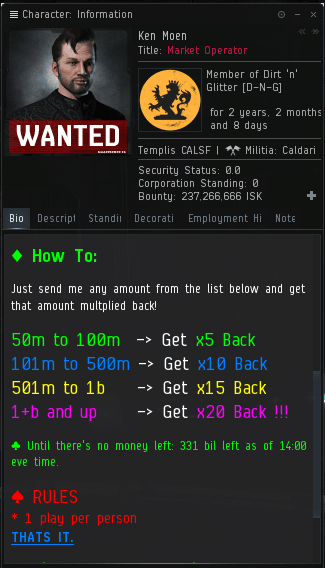 Character: Information
Ken Moen
Title: Market Operator
Member of Dirt 'n'
Glitter [D-N-G]
for 2 years, 2 months
and 8 days
WANTED
Templis CALSF | Militia: Caldari
Security Status: 0.0
Corporation Standing: 0
Bounty: 237,266,666 ISK
Bio Descript Standin Decorati Employment Hi Note
♦ How To:
Just send me any amount from the list below and get
that amount multplied back!
50m to 100m -> Get x5 Back
101m to 500m -> Get x10 Back
501m to 1b -> Get x15 Back
1+b and up -> Get x20 Back !!!
♣ Until there's no money left: 331 bil left as of 14:00
eve time.
♠ RULES
* 1 play per person
THATS IT.